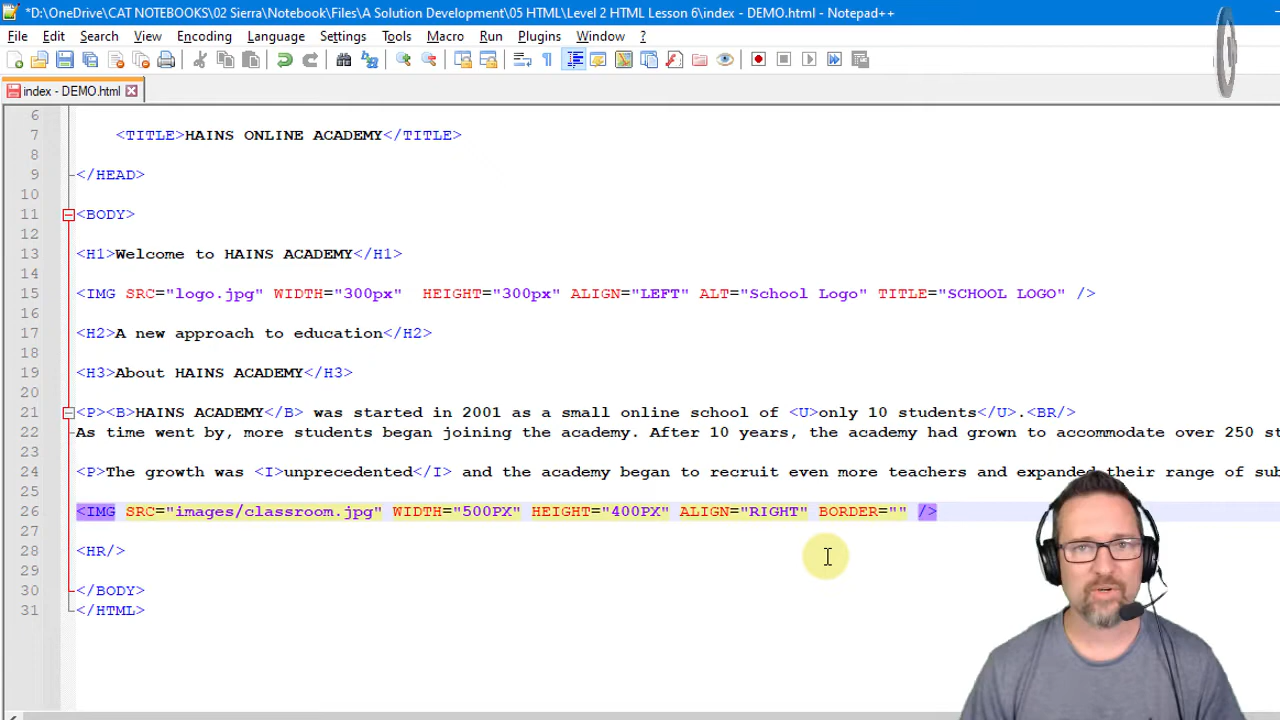 *D:\OneDrive\CAT NOTEBOOKS\02 Sierra\Notebook\Files\A Solution Development\05 HTML\Level 2 HTML Lesson 6\index - DEMO.html - Notepad++
File Edit Search View Encoding Language Settings Tools Macro Run Plugins Window ?
index - DEMO.html
6
7 <TITLE>HAINS ONLINE ACADEMY</TITLE>
8
9 </HEAD>
10
11 <BODY>
12
13 <H1>Welcome to HAINS ACADEMY</H1>
14
15 <IMG SRC="logo.jpg" WIDTH="300px" HEIGHT="300px" ALIGN="LEFT" ALT="School Logo" TITLE="SCHOOL LOGO" />
16
17 <H2>A new approach to education</H2>
18
19 <H3>About HAINS ACADEMY</H3>
20
21 <P><B>HAINS ACADEMY</B> was started in 2001 as a small online school of <U>only 10 students</U>.<BR/>
22 As time went by, more students began joining the academy. After 10 years, the academy had grown to accommodate over 250 st
23
24 <P>The growth was <I>unprecedented</I> and the academy began to recruit even more teachers and expanded their range of sub
25
26 <IMG SRC="images/classroom.jpg" WIDTH="500PX" HEIGHT="400PX" ALIGN="RIGHT" BORDER="" />
27
28 <HR/>
29
30 </BODY>
31 </HTML>